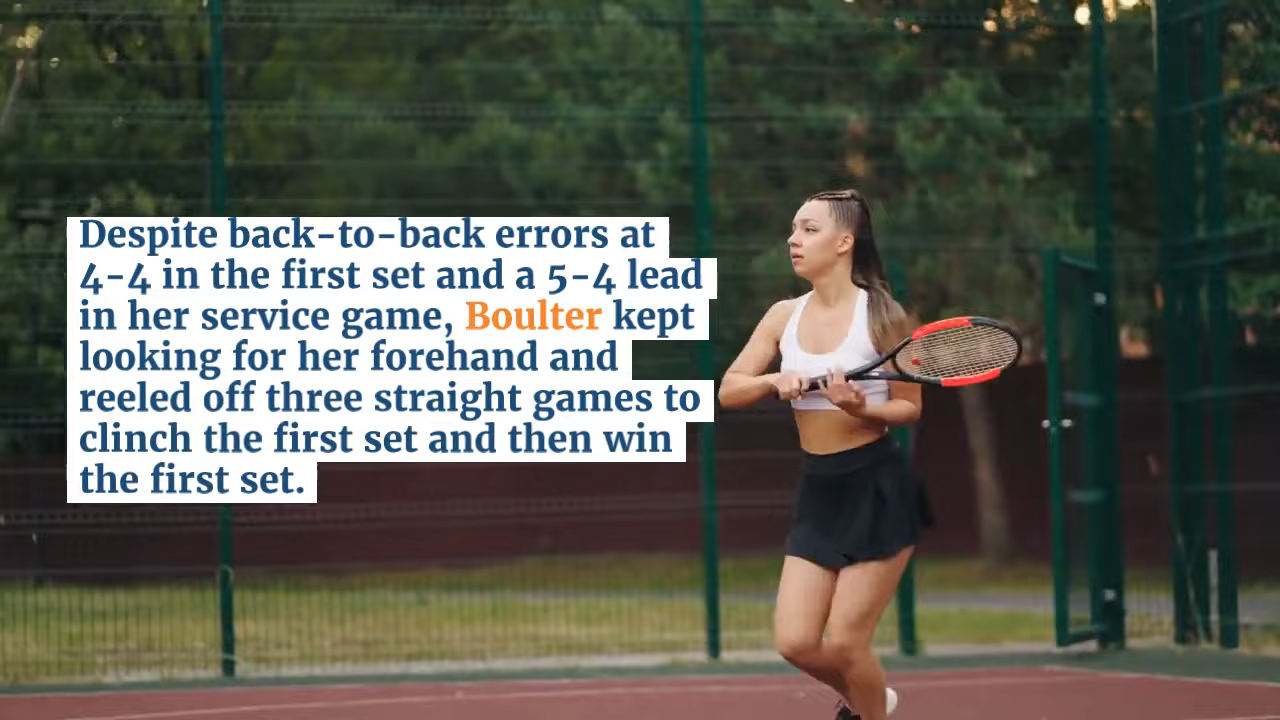 Despite back-to-back errors at
4-4 in the first set and a 5-4 lead
in her service game, Boulter kept
looking for her forehand and
reeled off three straight games to
clinch the first set and then win
the first set.